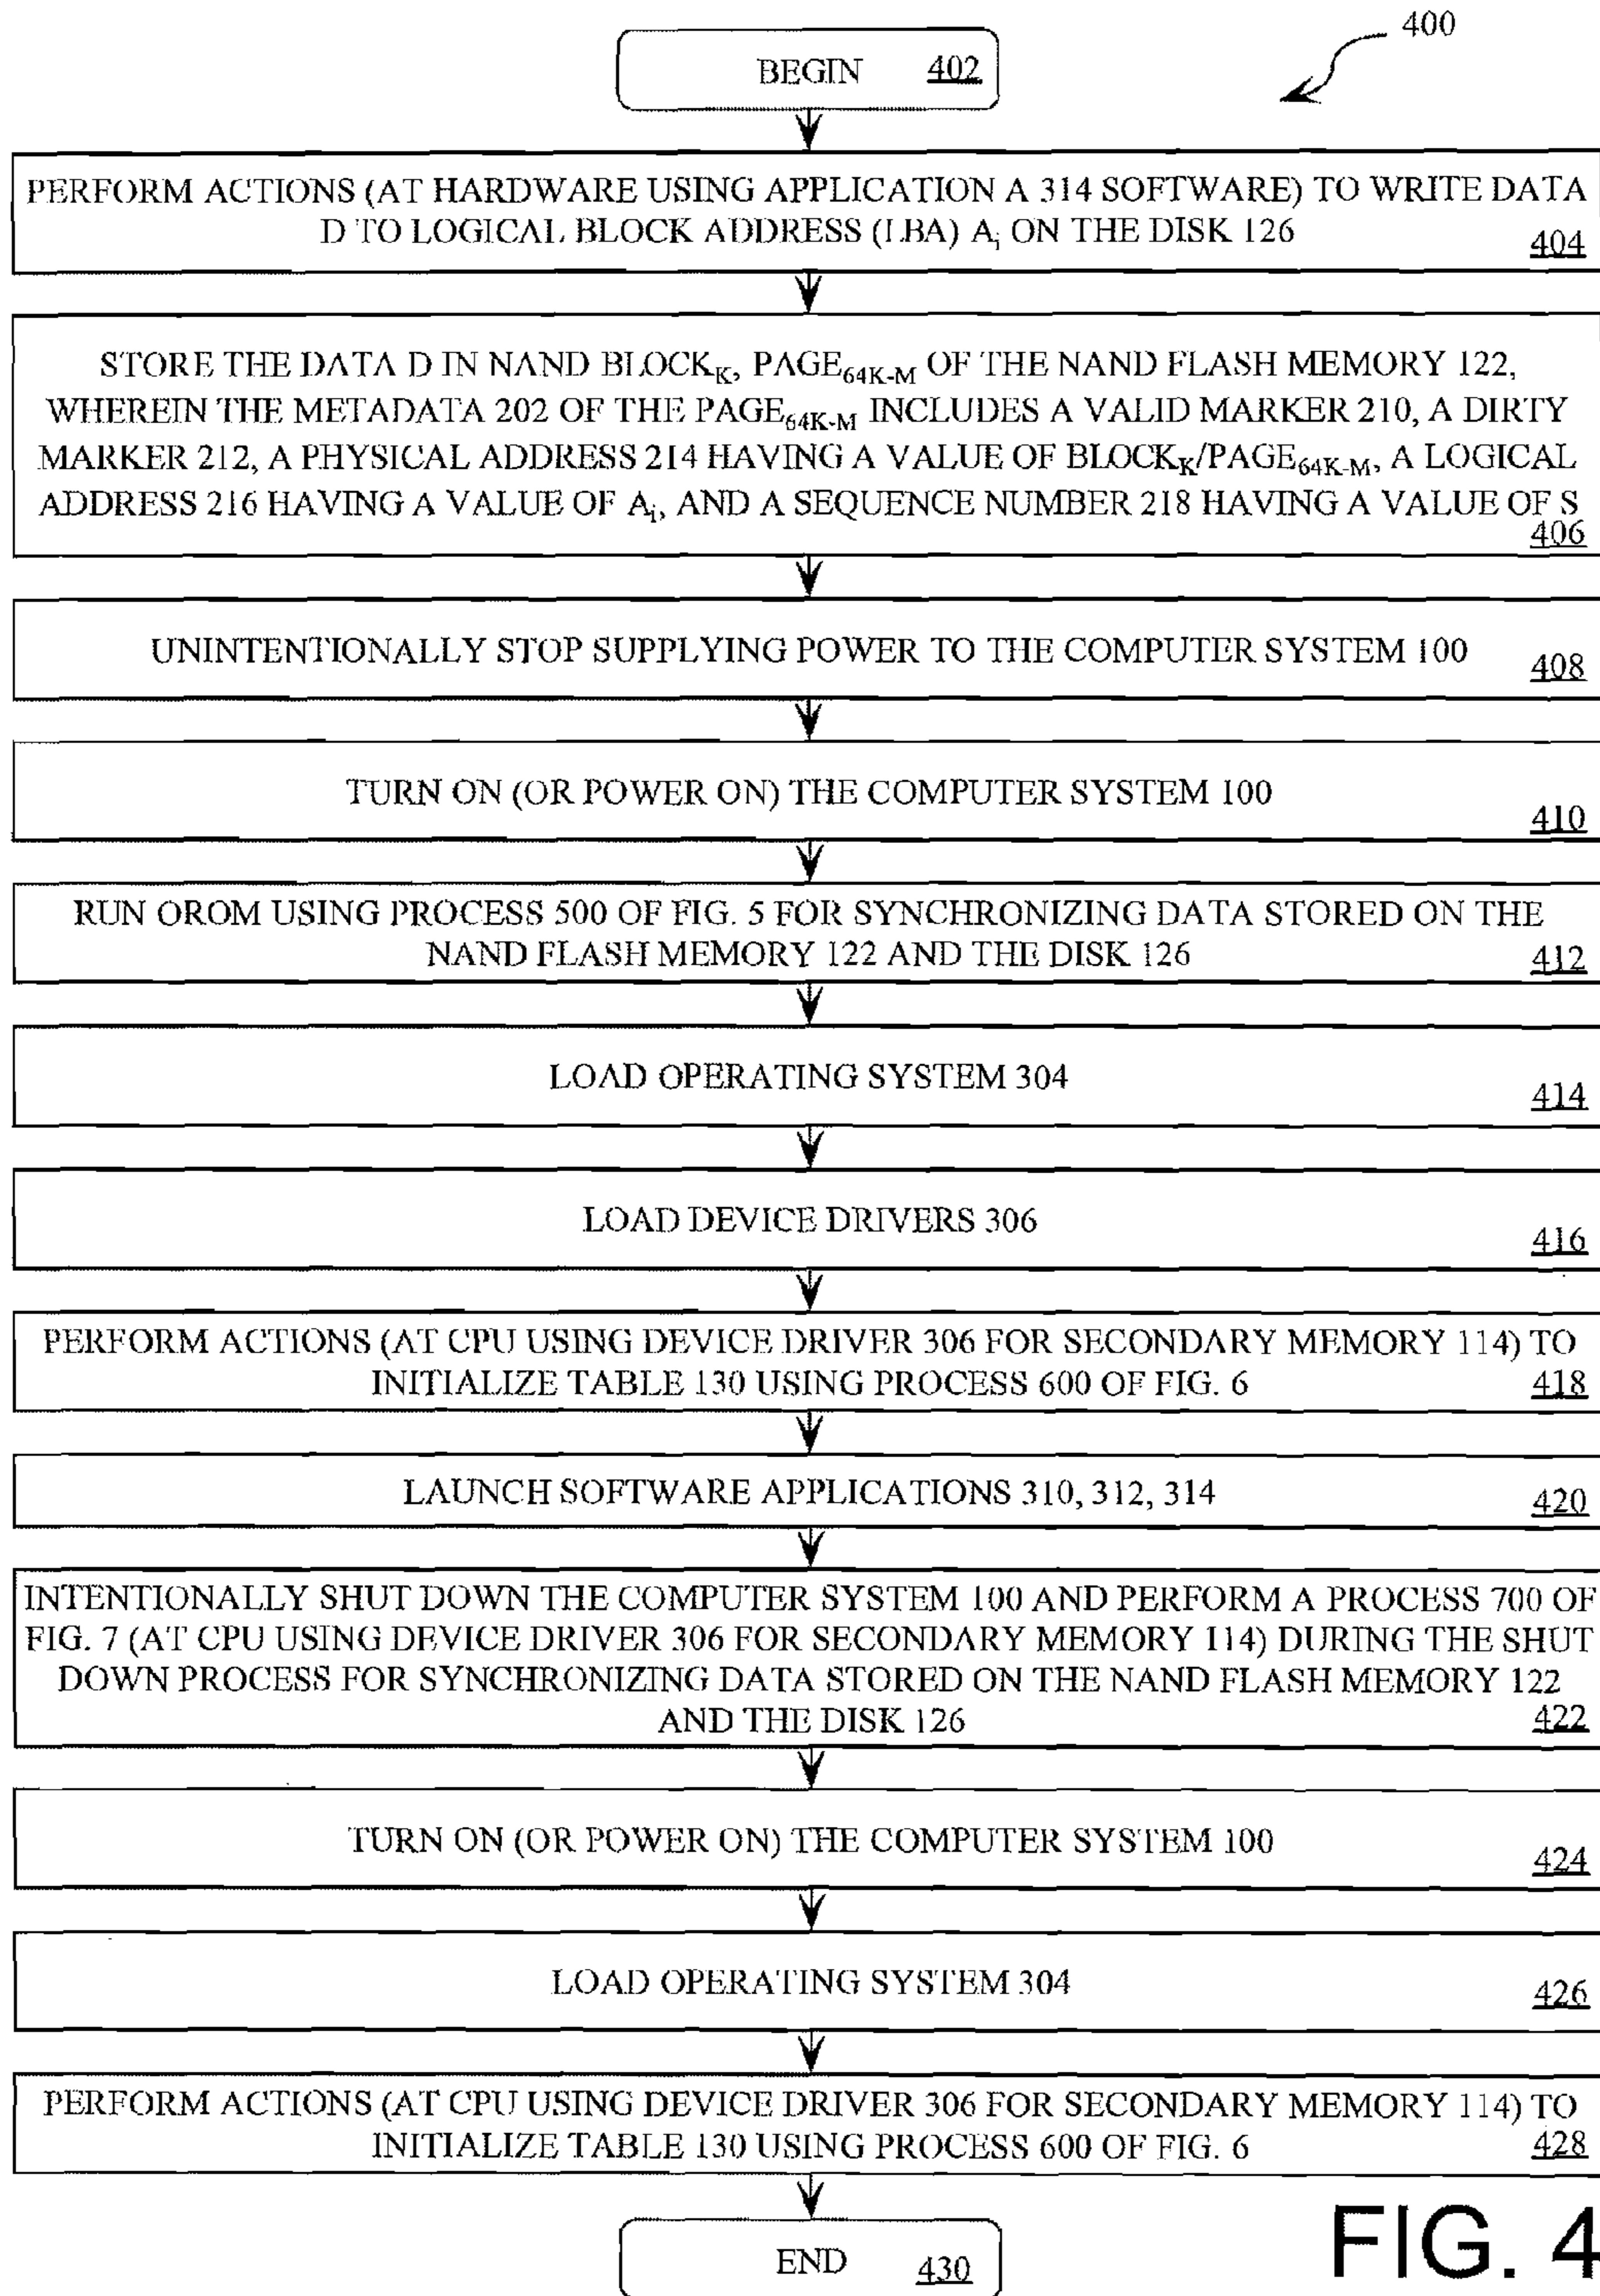 400
BEGIN 402
PERFORM ACTIONS (AT HARDWARE USING APPLICATION A 314 SOFTWARE) TO WRITE DATA
D TO LOGICAL BLOCK ADDRESS (LBA) Ai ON THE DISK 126
404
STORE THE DATA D IN NAND BLOCKK, PAGE64K-M OF THE NAND FLASH MEMORY 122,
WHEREIN THE METADATA 202 OF THE PAGE64K-M INCLUDES A VALID MARKER 210, A DIRTY
MARKER 212, A PHYSICAL ADDRESS 214 HAVING A VALUE OF BLOCKK/PAGE64K-M, A LOGICAL
ADDRESS 216 HAVING A VALUE OF Ai, AND A SEQUENCE NUMBER 218 HAVING A VALUE OF S
406
UNINTENTIONALLY STOP SUPPLYING POWER TO THE COMPUTER SYSTEM 100
408
TURN ON (OR POWER ON) THE COMPUTER SYSTEM 100
410
RUN OROM USING PROCESS 500 OF FIG. 5 FOR SYNCHRONIZING DATA STORED ON THE
NAND FLASH MEMORY 122 AND THE DISK 126
412
LOAD OPERATING SYSTEM 304
414
LOAD DEVICE DRIVERS 306
416
PERFORM ACTIONS (AT CPU USING DEVICE DRIVER 306 FOR SECONDARY MEMORY 114) TO
INITIALIZE TABLE 130 USING PROCESS 600 OF FIG. 6
418
LAUNCH SOFTWARE APPLICATIONS 310, 312, 314
420
INTENTIONALLY SHUT DOWN THE COMPUTER SYSTEM 100 AND PERFORM A PROCESS 700 OF
FIG. 7 (AT CPU USING DEVICE DRIVER 306 FOR SECONDARY MEMORY 114) DURING THE SHUT
DOWN PROCESS FOR SYNCHRONIZING DATA STORED ON THE NAND FLASH MEMORY 122
AND THE DISK 126
422
TURN ON (OR POWER ON) THE COMPUTER SYSTEM 100
424
LOAD OPERATING SYSTEM 304
426
PERFORM ACTIONS (AT CPU USING DEVICE DRIVER 306 FOR SECONDARY MEMORY 114) TO
INITIALIZE TABLE 130 USING PROCESS 600 OF FIG. 6
428
END 430
FIG. 4